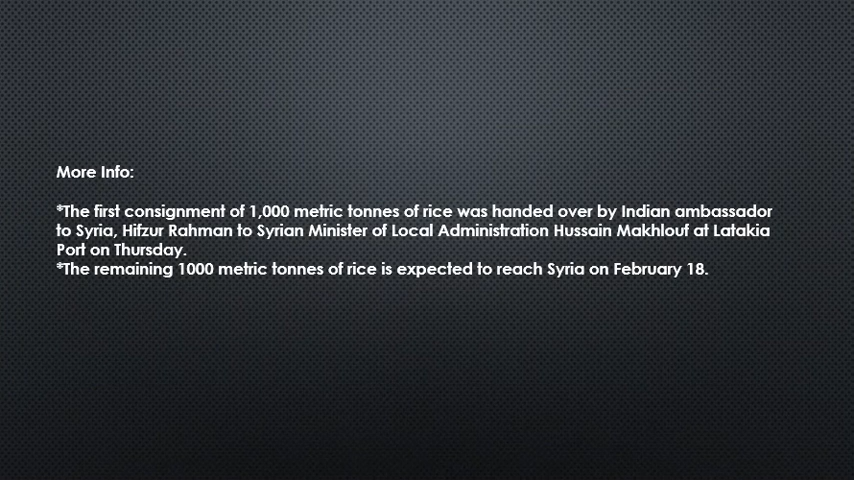 More Info:
*The first consignment of 1,000 metric tonnes of rice was handed over by Indian ambassador
to Syria, Hifzur Rahman to Syrian Minister of Local Administration Hussain Makhlouf at Latakia
Port on Thursday.
*The remaining 1000 metric tonnes of rice is expected to reach Syria on February 18.